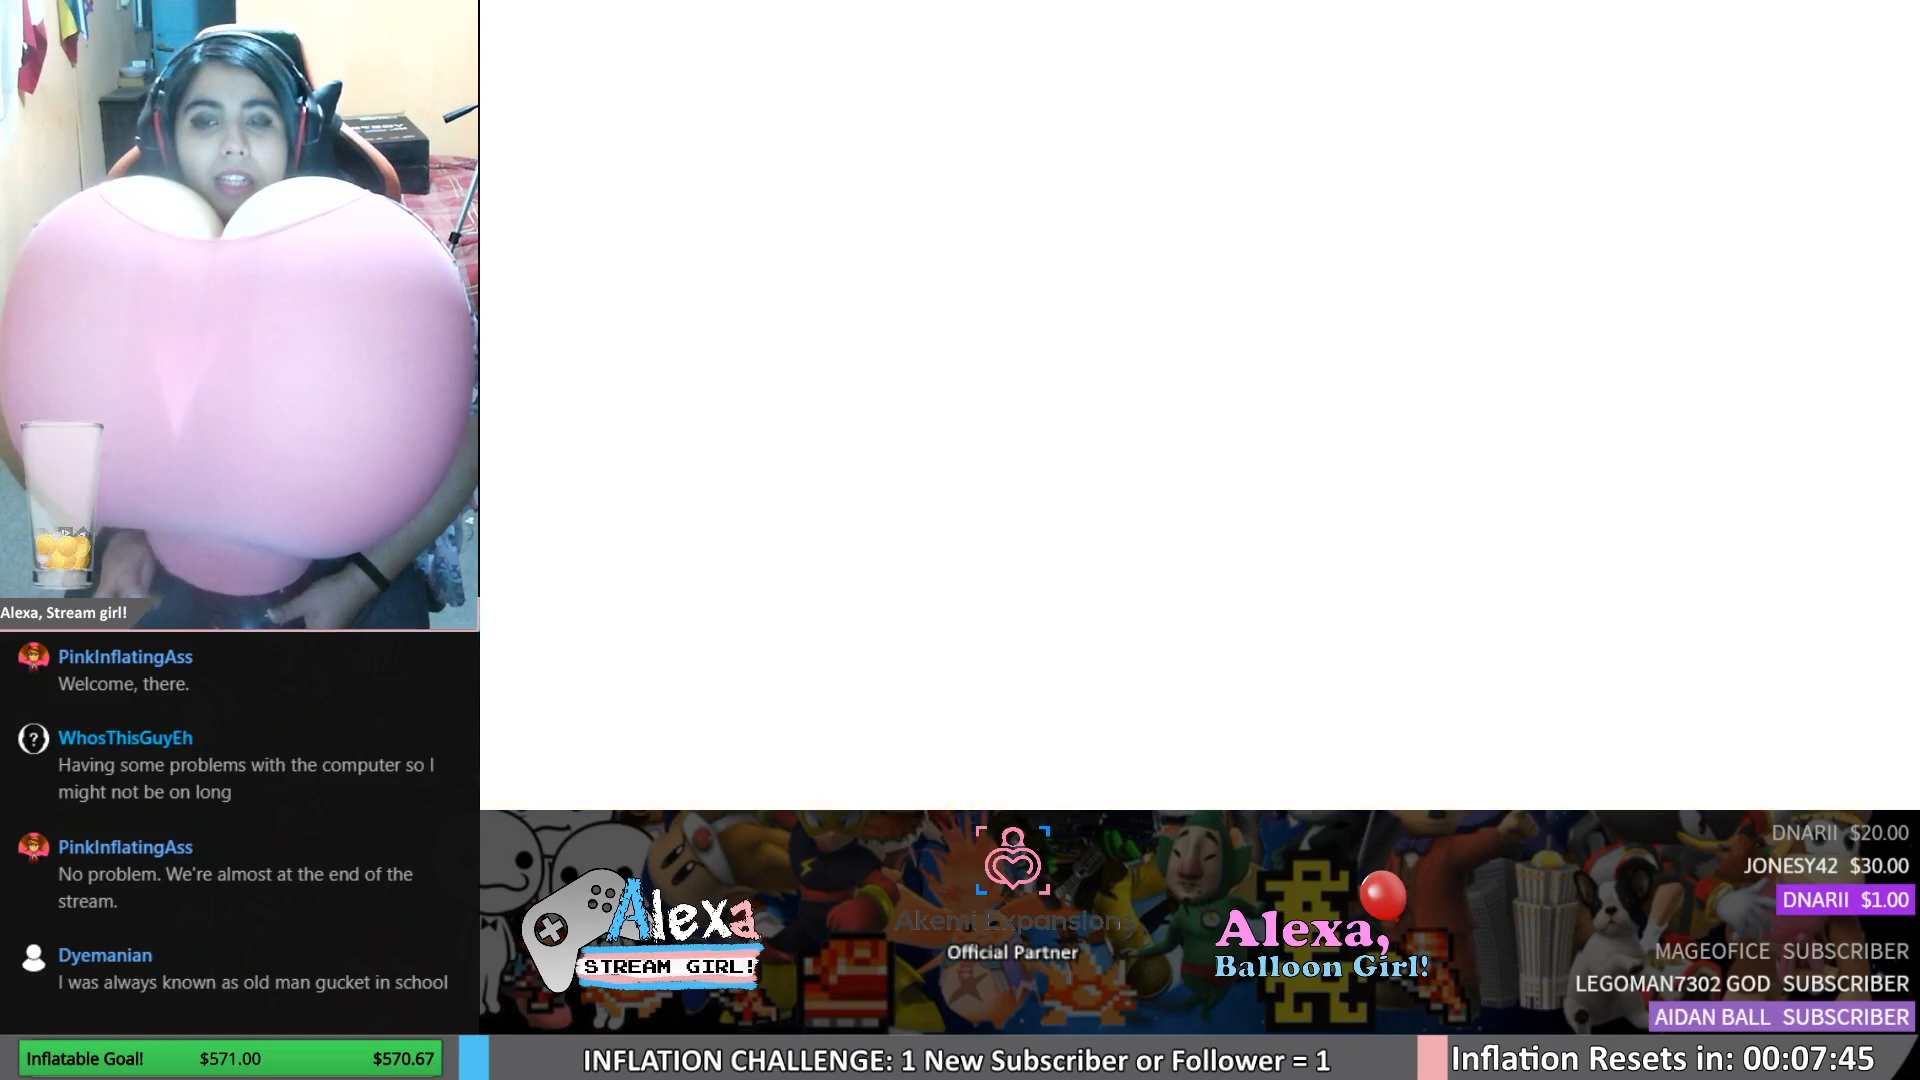 Alexa, Stream girl!
PinkInflatingAss
Welcome, there.
WhosThisGuyEh
Having some problems with the computer so I
might not be on long
PinkInflatingAss
No problem. We're almost at the end of the
stream.
Dyemanian
I was always known as old man gucket in school
Inflatable Goal! $571.00 $570.67
Alexa
STREAM GIRL!
Akemi Expansions
Official Partner
Alexa,
Balloon Girl!
DNARII $20.00
JONESY42 $30.00
DNARII $1.00
MAGEOFICE SUBSCRIBER
LEGOMAN7302 GOD SUBSCRIBER
AIDAN BALL SUBSCRIBER
INFLATION CHALLENGE: 1 New Subscriber or Follower = 1
Inflation Resets in: 00:07:45